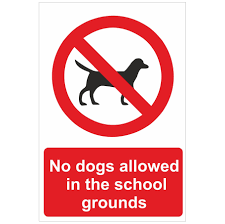 No dogs allowed
in the school
grounds